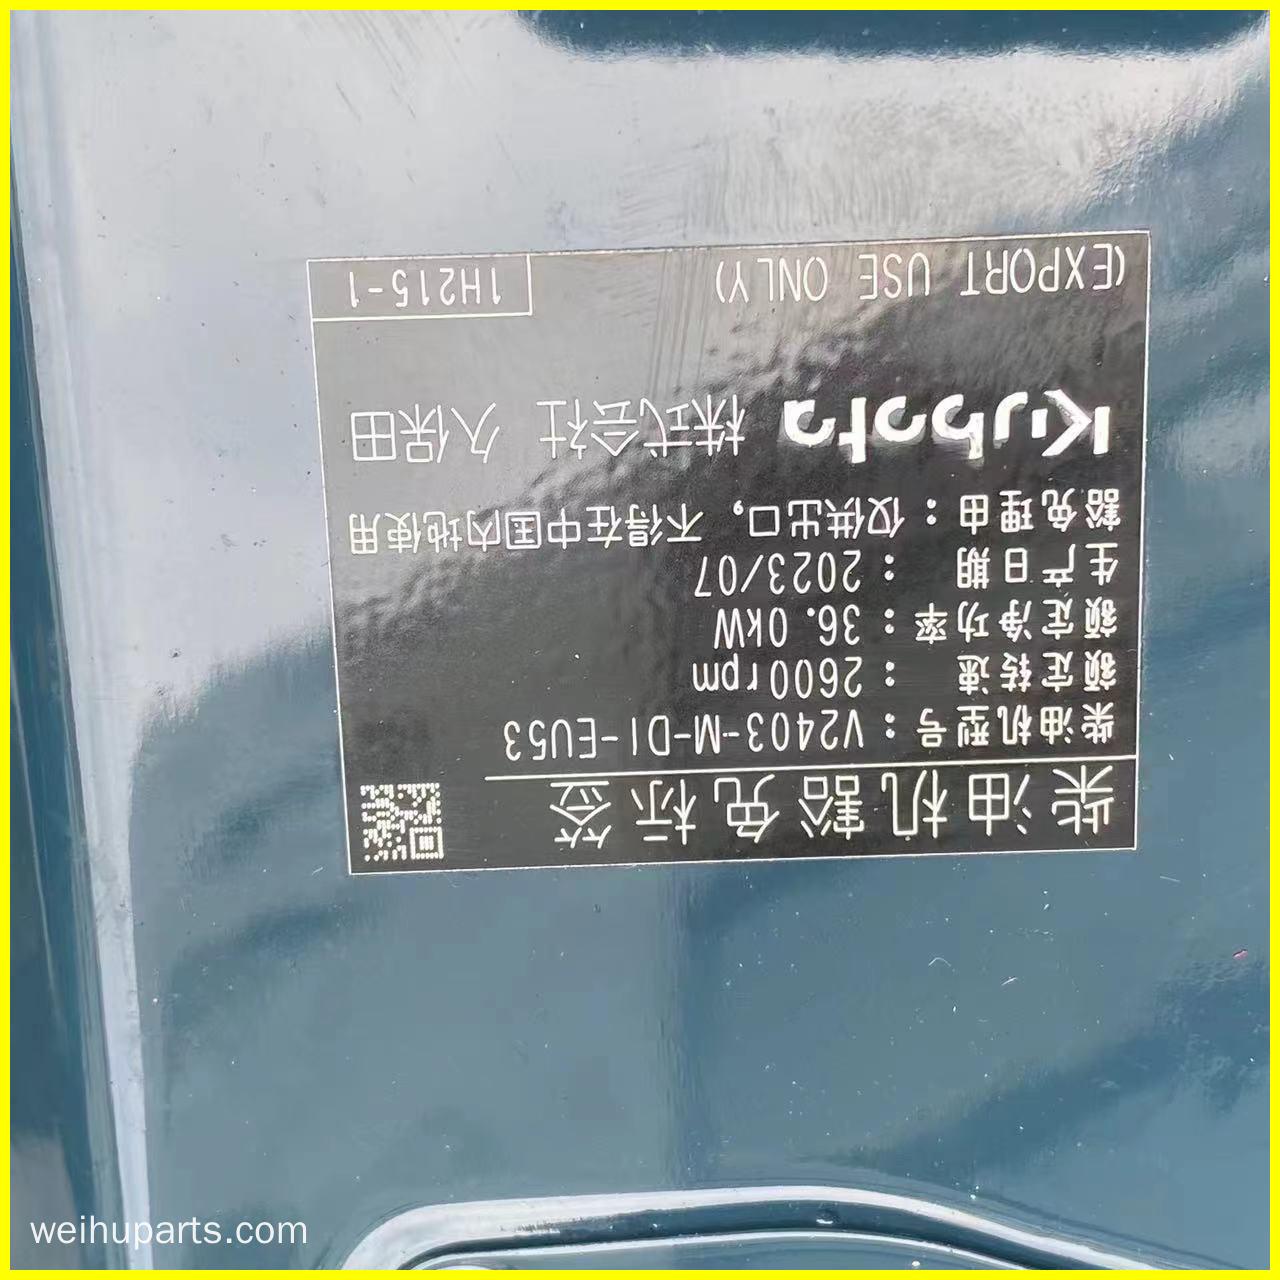 柴油机豁免标签
柴油机型号：V2403-M-DI-EU53
额定转速 ：2600rpm
额定净功率：36.0kW
生产日期 ：2023/07
豁免理由：仅供出口，不得在中国内地使用
Kubota 株式会社 久保田
(EXPORT USE ONLY)
1H215-1
weihuparts.com